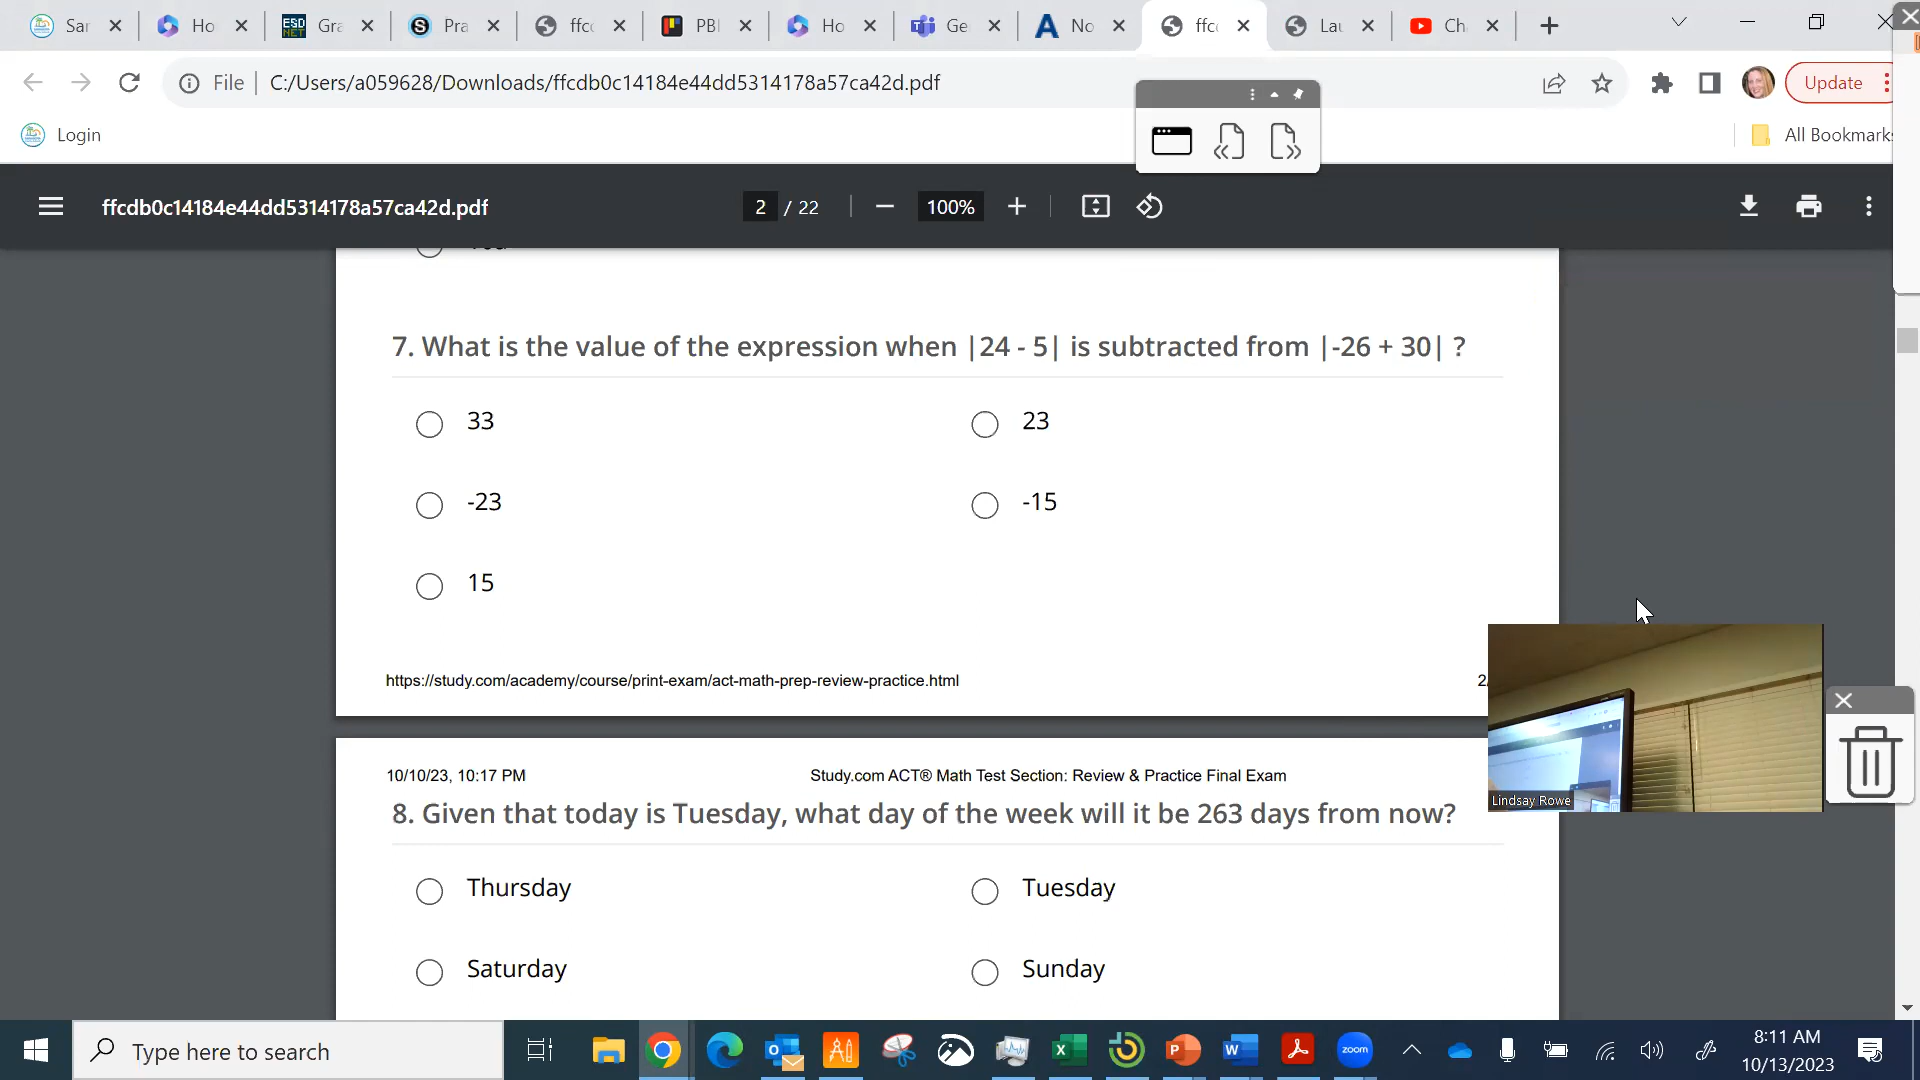 Sar
Ho
Gra
Pra
ffcc
PBl
Ho
Ge
No
ffcc
Lau
Ch
File
C:/Users/a059628/Downloads/ffcdb0c14184e44dd5314178a57ca42d.pdf
Update
Login
All Bookmarks
ffcdb0c14184e44dd5314178a57ca42d.pdf
2 / 22
100%
7. What is the value of the expression when |24 - 5| is subtracted from |-26 + 30| ?
33
23
-23
-15
15
https://study.com/academy/course/print-exam/act-math-prep-review-practice.html
2/
Lindsay Rowe
10/10/23, 10:17 PM
Study.com ACT® Math Test Section: Review & Practice Final Exam
8. Given that today is Tuesday, what day of the week will it be 263 days from now?
Thursday
Tuesday
Saturday
Sunday
Type here to search
zoom
8:11 AM
10/13/2023